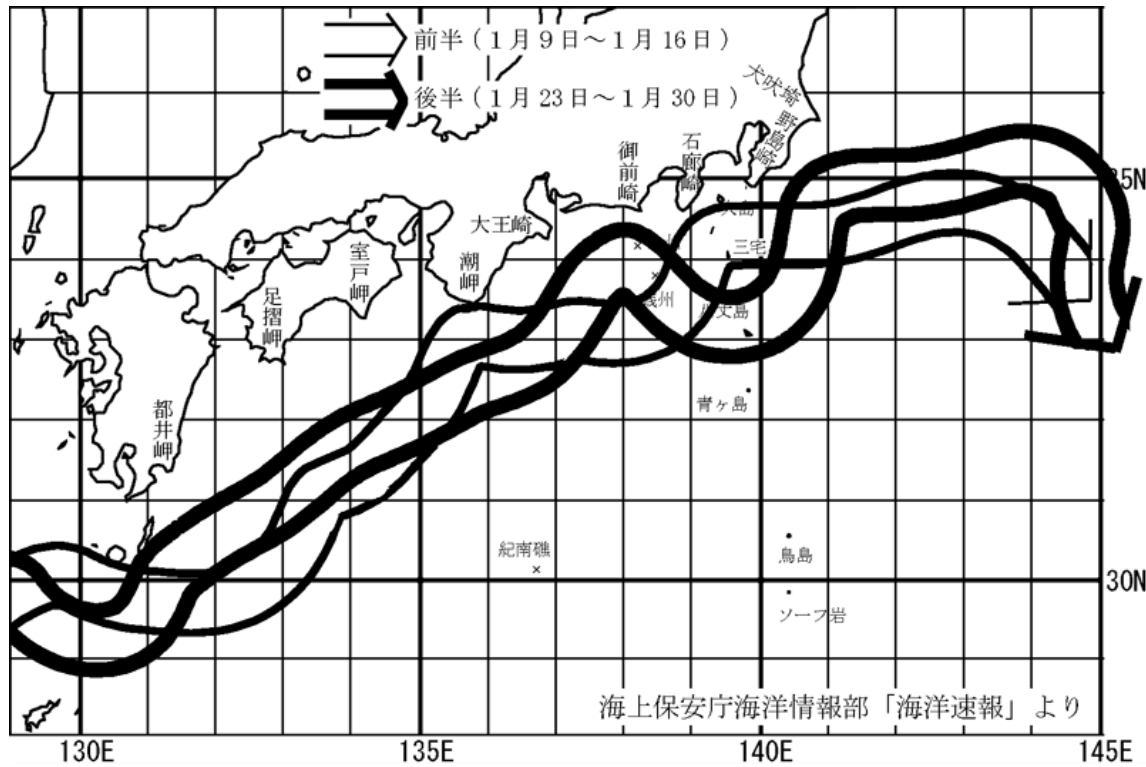 前半(1月9日～1月16日)
後半(1月23日～1月30日)
犬吠埼
野島崎
石廊崎
御前崎
大王崎
潮岬
室戸岬
足摺岬
都井岬
大島
三宅
八丈島
青ヶ島
紀南礁
鳥島
ソーフ岩
35N
30N
海上保安庁海洋情報部「海洋速報」より
130E
135E
140E
145E